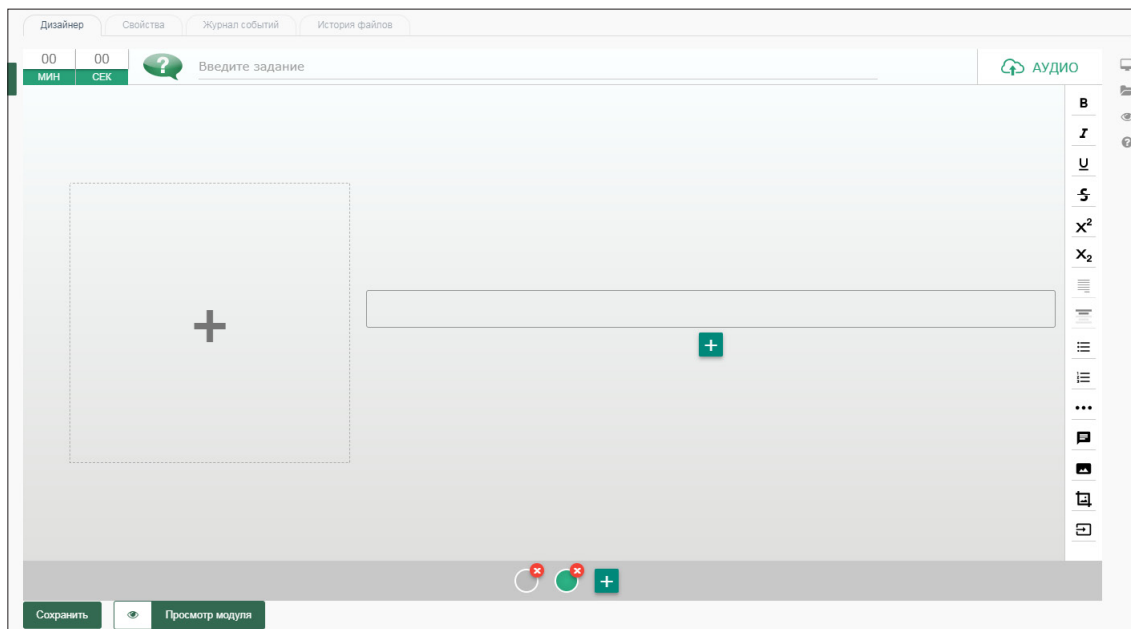 Дизайнер Свойства Журнал событий История файлов
00 00
МИН СЕК
? Введите задание
АУДИО
B
I
U
S
X²
X₂
Сохранить Просмотр модуля